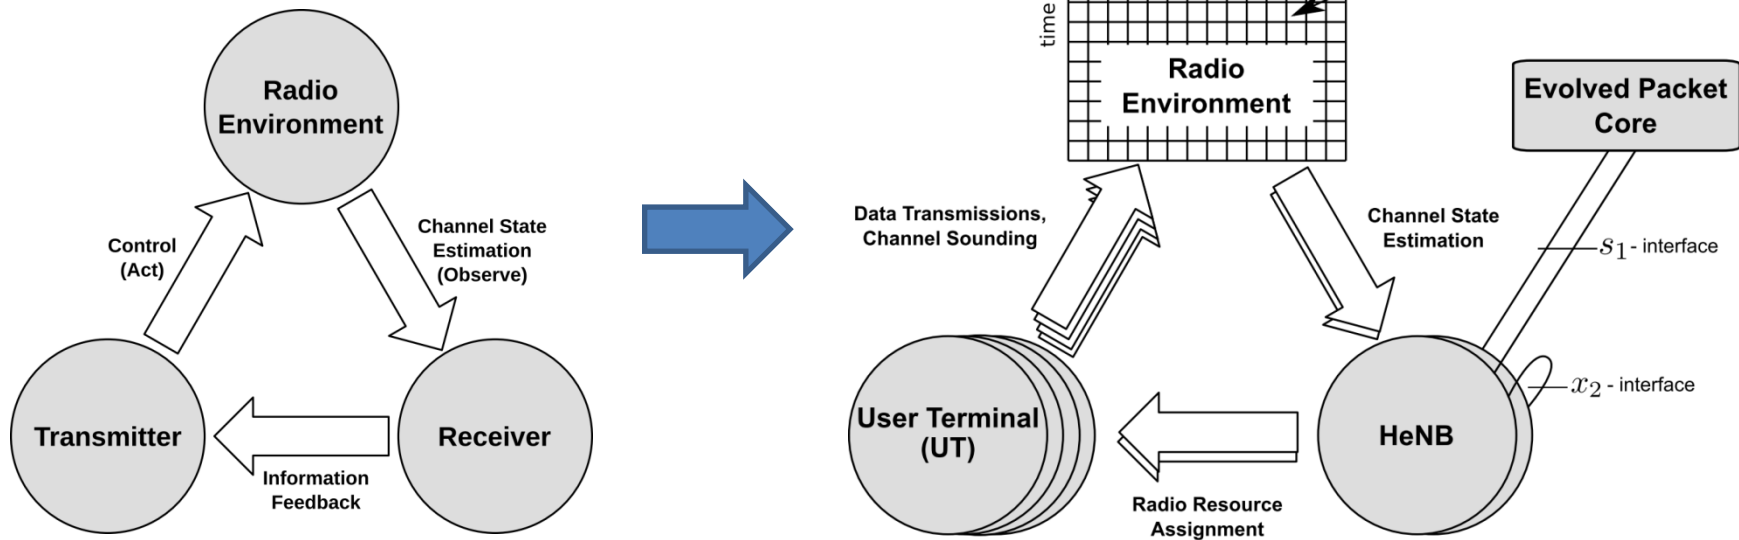 Radio
Environment
Control
(Act)
Channel State
Estimation
(Observe)
Transmitter
Receiver
Information
Feedback
time
Radio
Environment
Evolved Packet
Core
Data Transmissions,
Channel Sounding
Channel State
Estimation
s1 - interface
x2 - interface
User Terminal
(UT)
HeNB
Radio Resource
Assignment